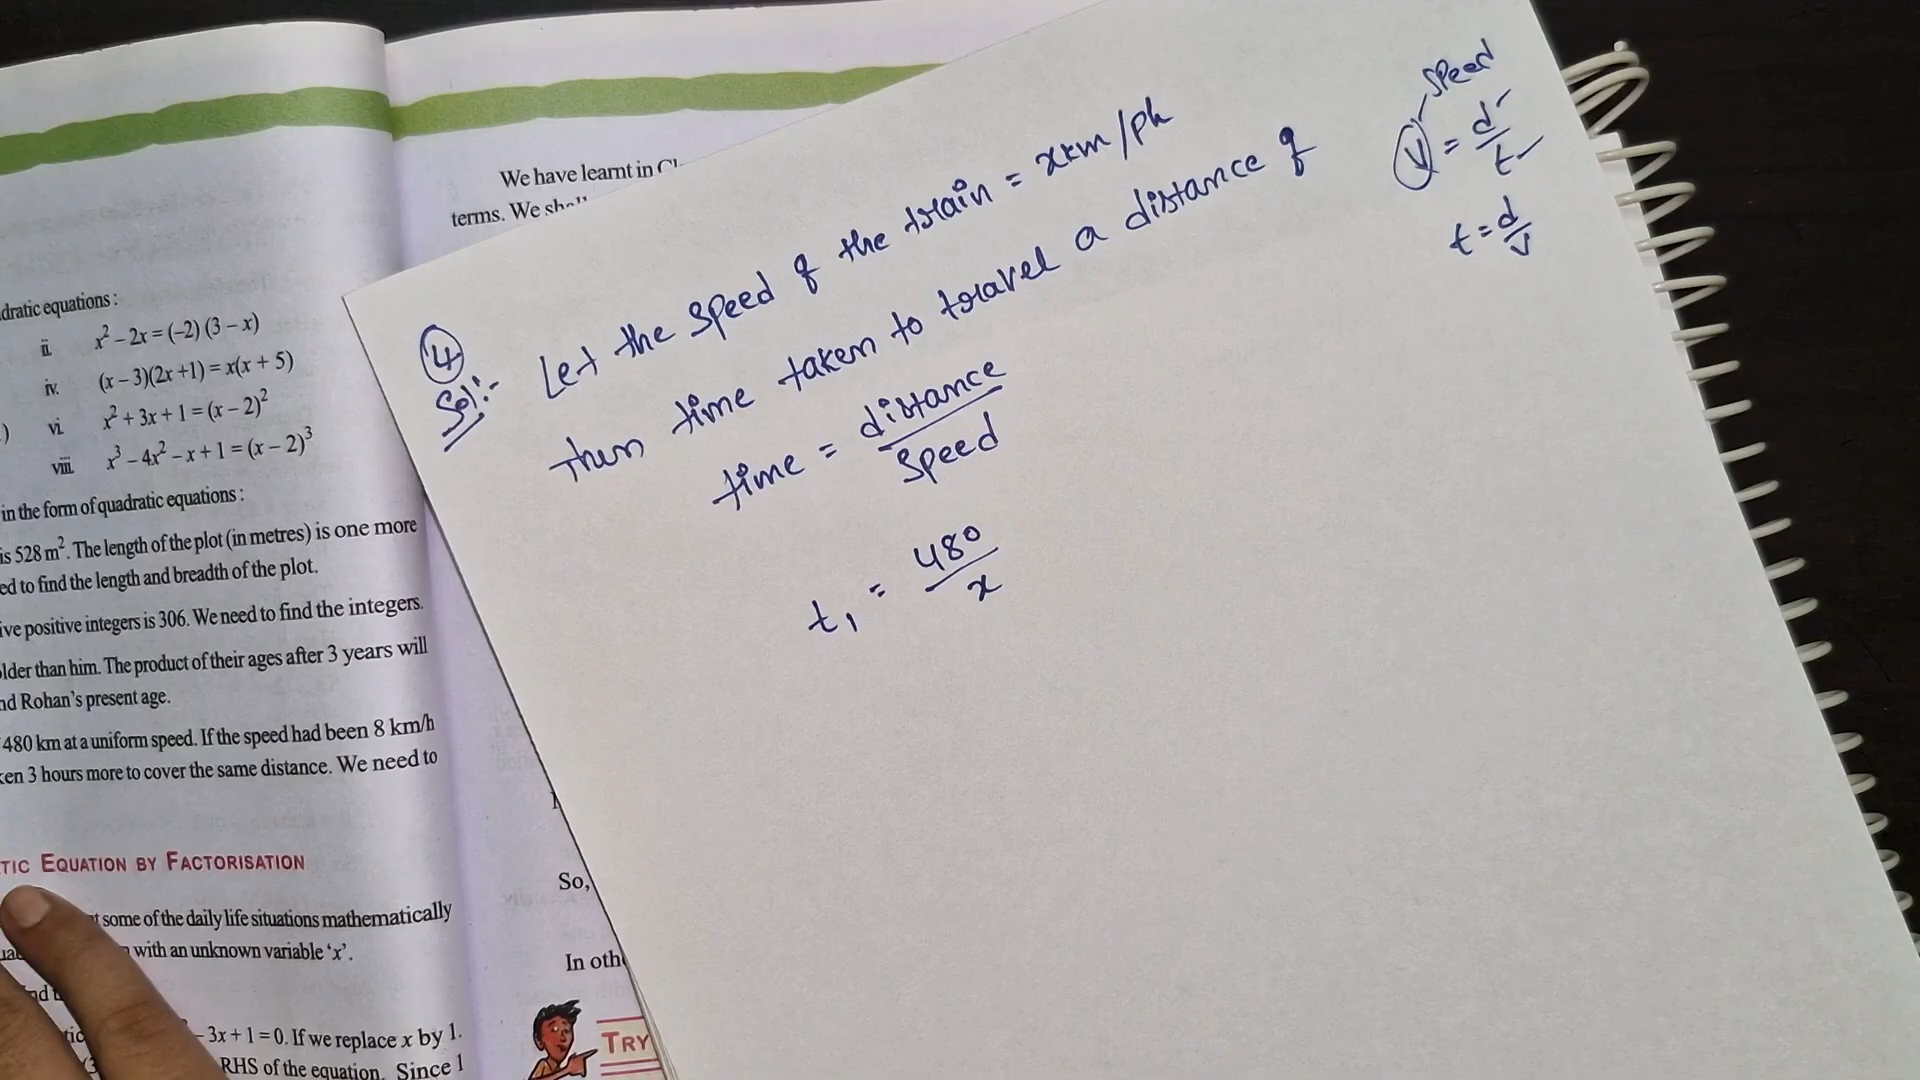 We have learnt in
terms. We
dratic equations :
ii. x² – 2x = (–2) (3 – x)
iv. (x – 3)(2x +1) = x(x + 5)
) vi. x² + 3x + 1 = (x – 2)²
viii. x³ – 4x² – x + 1 = (x – 2)³
in the form of quadratic equations :
is 528 m². The length of the plot (in metres) is one more
ed to find the length and breadth of the plot.
ive positive integers is 306. We need to find the integers.
lder than him. The product of their ages after 3 years will
nd Rohan's present age.
480 km at a uniform speed. If the speed had been 8 km/h
ken 3 hours more to cover the same distance. We need to
TIC EQUATION BY FACTORISATION
some of the daily life situations mathematically
with an unknown variable 'x'.
– 3x + 1 = 0. If we replace x by 1.
RHS of the equation. Since 1
So,
In oth
TRY
④
Sol:- Let the speed of the train = x km/ph
then time taken to travel a distance of
time = distance / speed
t₁ = 480 / x
speed
v = d / t
t = d / v